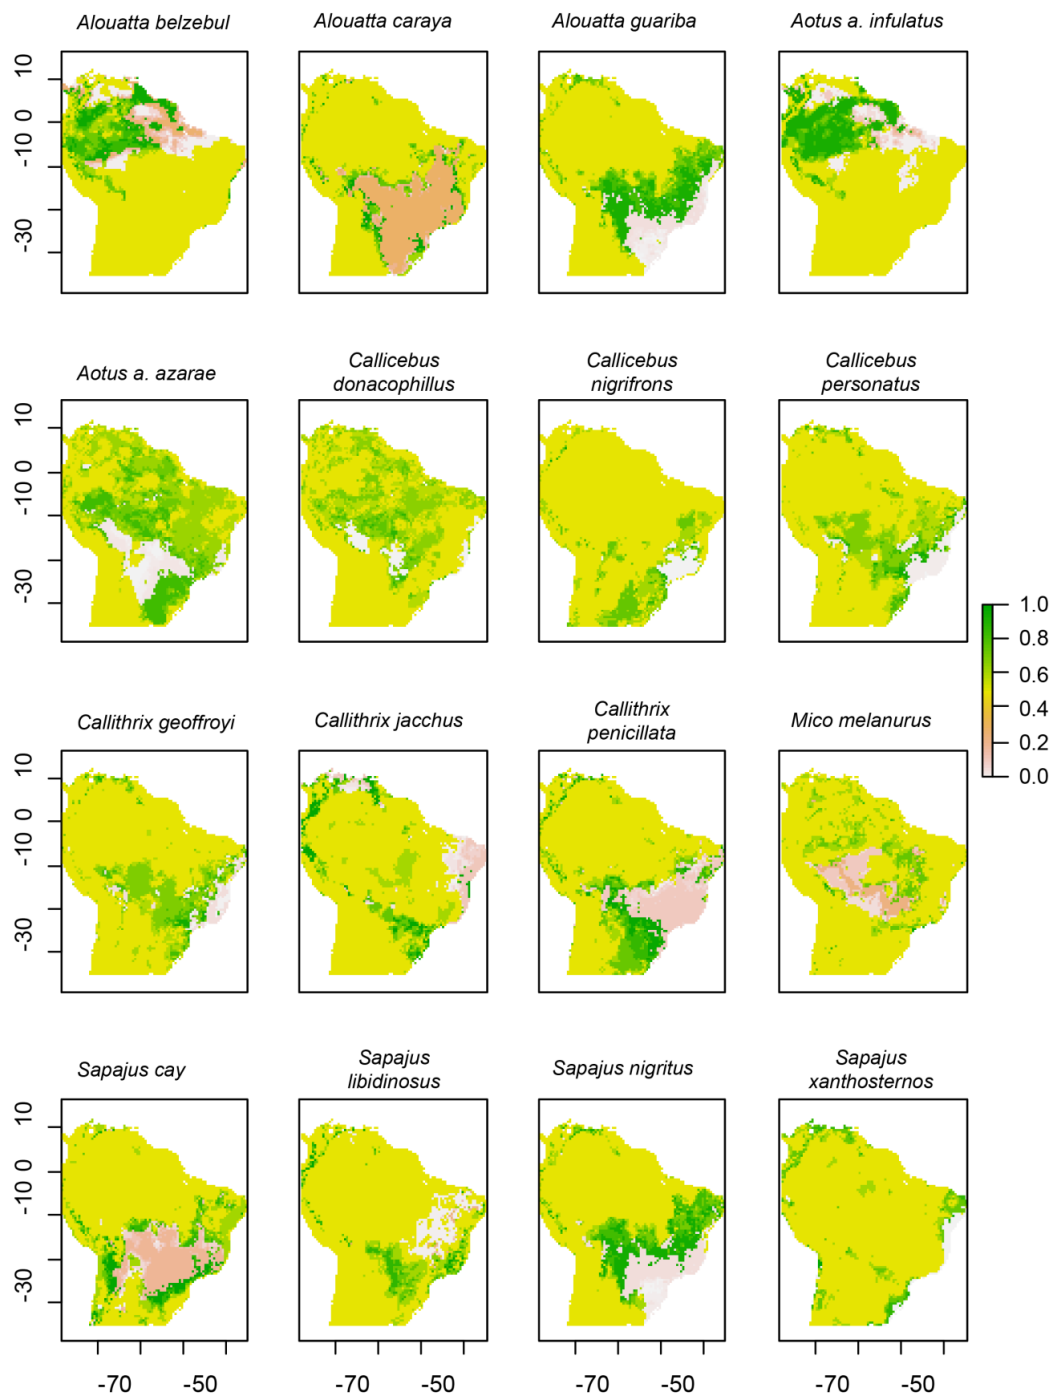 Alouatta belzebul
Alouatta caraya
Alouatta guariba
Aotus a. infulatus
10
0
-10
-30
Aotus a. azarae
Callicebus
donacophillus
Callicebus
nigrifrons
Callicebus
personatus
10
0
-10
-30
1.0
0.8
0.6
0.4
0.2
0.0
Callithrix geoffroyi
Callithrix jacchus
Callithrix
penicillata
Mico melanurus
10
0
-10
-30
Sapajus cay
Sapajus
libidinosus
Sapajus nigritus
Sapajus
xanthosternos
10
0
-10
-30
-70 -50
-70 -50
-70 -50
-70 -50